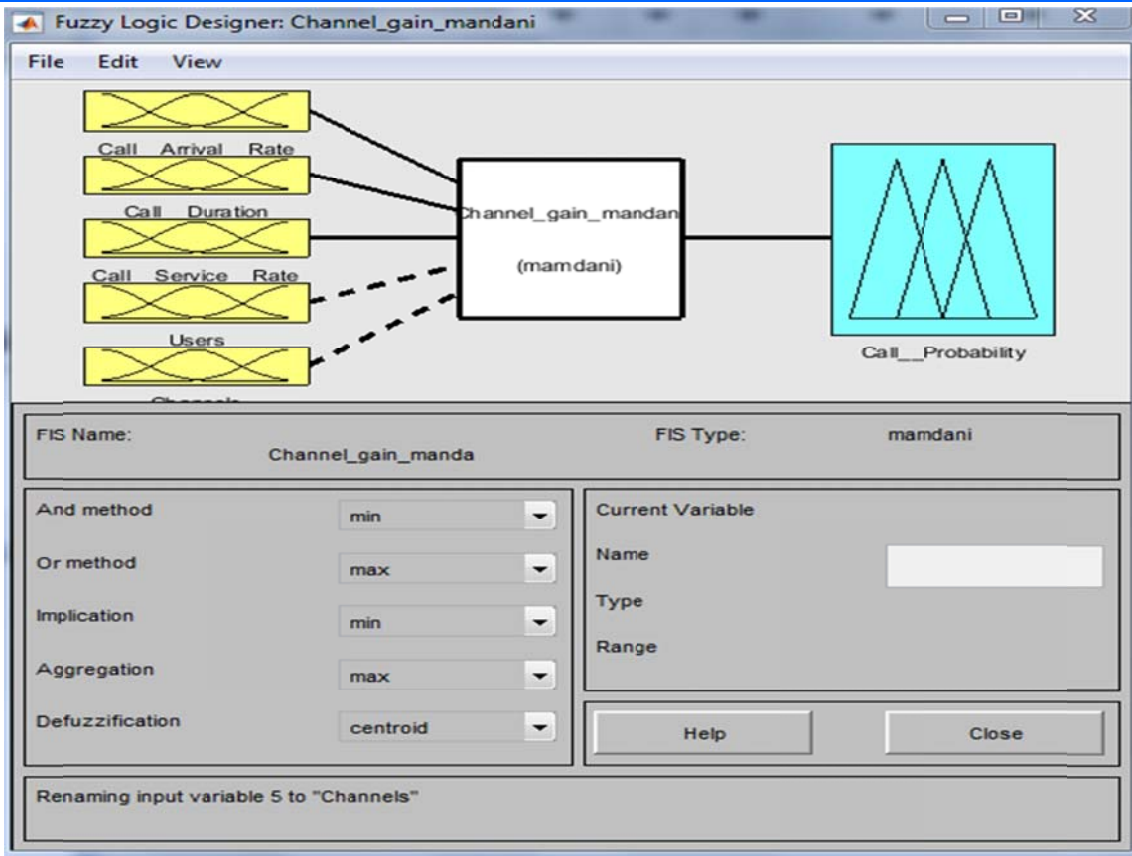 Fuzzy Logic Designer: Channel_gain_mandani
File Edit View
Call Arrival Rate
Call Duration
Call Service Rate
Users
Channels
Channel_gain_mandan
(mamdani)
Call__Probability
FIS Name: Channel_gain_manda
FIS Type: mamdani
And method min
Or method max
Implication min
Aggregation max
Defuzzification centroid
Current Variable
Name
Type
Range
Help Close
Renaming input variable 5 to "Channels"